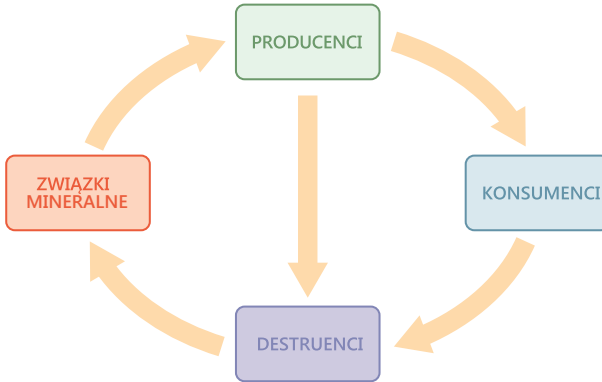 PRODUCENCI
ZWIĄZKI
MINERALNE
KONSUMENCI
DESTRUENCI